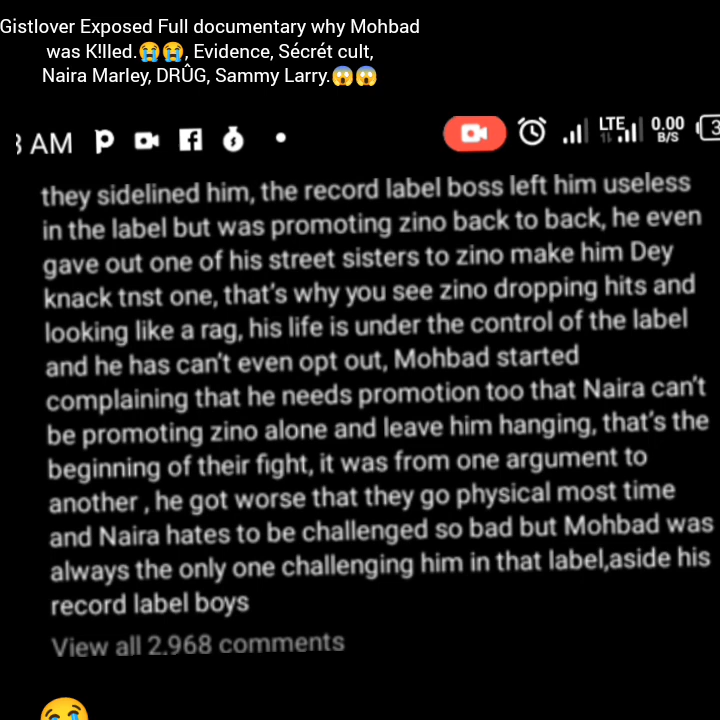 Gistlover Exposed Full documentary why Mohbad
was K!lled.😭😭, Evidence, Sécrét cult,
Naira Marley, DRÛG, Sammy Larry.😱😱
3 AM LTE 0.00 B/S 3
they sidelined him, the record label boss left him useless
in the label but was promoting zino back to back, he even
gave out one of his street sisters to zino make him Dey
knack tnst one, that's why you see zino dropping hits and
looking like a rag, his life is under the control of the label
and he has can't even opt out, Mohbad started
complaining that he needs promotion too that Naira can't
be promoting zino alone and leave him hanging, that's the
beginning of their fight, it was from one argument to
another , he got worse that they go physical most time
and Naira hates to be challenged so bad but Mohbad was
always the only one challenging him in that label,aside his
record label boys
View all 2,968 comments